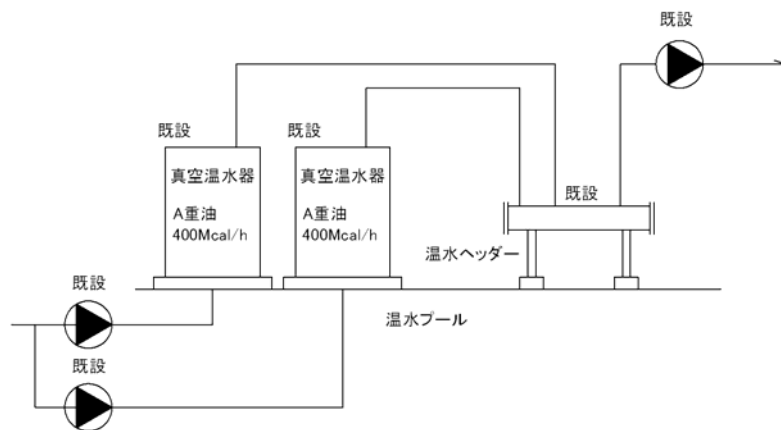 既設
既設
既設
真空温水器
真空温水器
A重油
400Mcal/h
A重油
400Mcal/h
既設
温水ヘッダー
既設
温水プール
既設